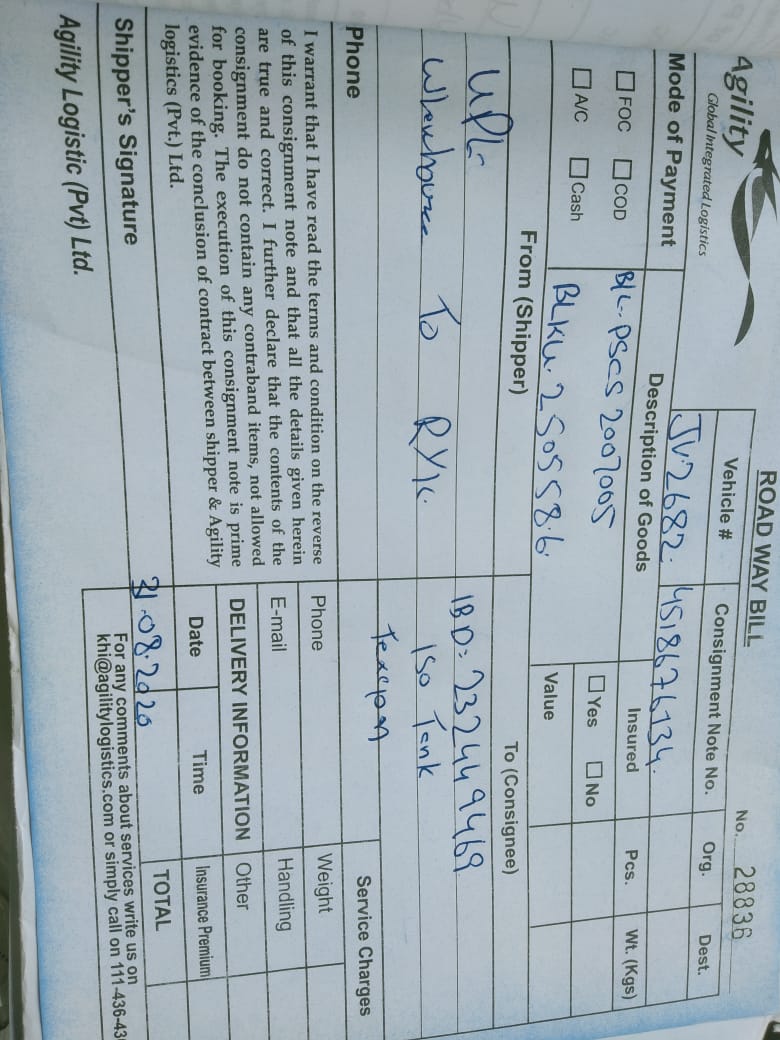 Agility
Global Integrated Logistics
ROAD WAY BILL
No. 28836
Vehicle #
Consignment Note No.
Org.
Dest.
JV.2682.
4518676134.
Mode of Payment
FOC
COD
A/C
Cash
Description of Goods
B/L. PSCS 2007005
BLKU. 250558.6.
Insured
Yes
No
Value
Pcs.
Wt. (Kgs)
From (Shipper)
UPL
To RYK.
To (Consignee)
IBD: 232449469
ISO Tank
Phone
I warrant that I have read the terms and condition on the reverse
of this consignment note and that all the details given herein
are true and correct. I further declare that the contents of the
consignment do not contain any contraband items, not allowed
for booking. The execution of this consignment note is prime
evidence of the conclusion of contract between shipper & Agility
logistics (Pvt.) Ltd.
Shipper's Signature
Agility Logistic (Pvt) Ltd.
Phone
E-mail
DELIVERY INFORMATION
Date
Time
31.08.2020
Service Charges
Weight
Handling
Other
Insurance Premium
TOTAL
For any comments about services write us on
khi@agilitylogistics.com or simply call on 111-436-43